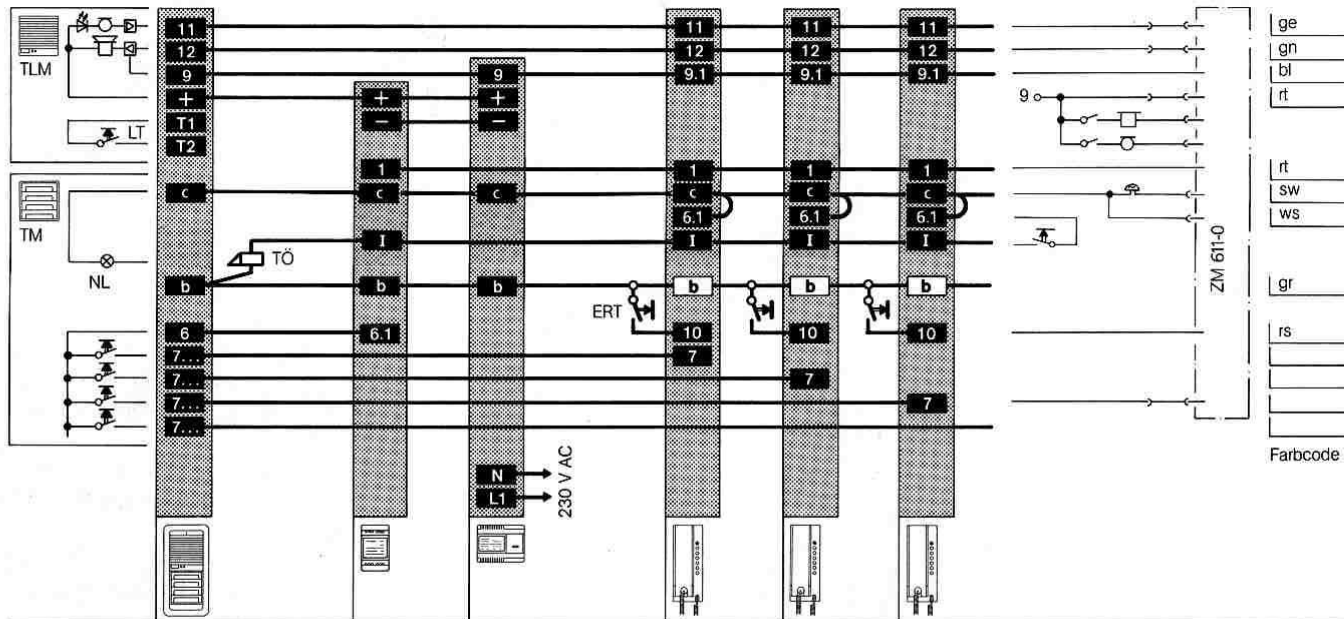 11 11 11 11 ge
12 12 12 12 gn
TLM 9 9 9.1 9.1 9.1 bl
+ + + 9 rt
T1 − −
LT
T2
1 1 1 1 rt
c c c c c c sw
TM 6.1 6.1 6.1 ws
I I I I
TÖ
NL
b b b b b b gr
ZM 611-0
ERT
6 6.1 10 10 10 rs
7... 7
7... 7
7... 7
7...
Farbcode
N
L1
230 V AC